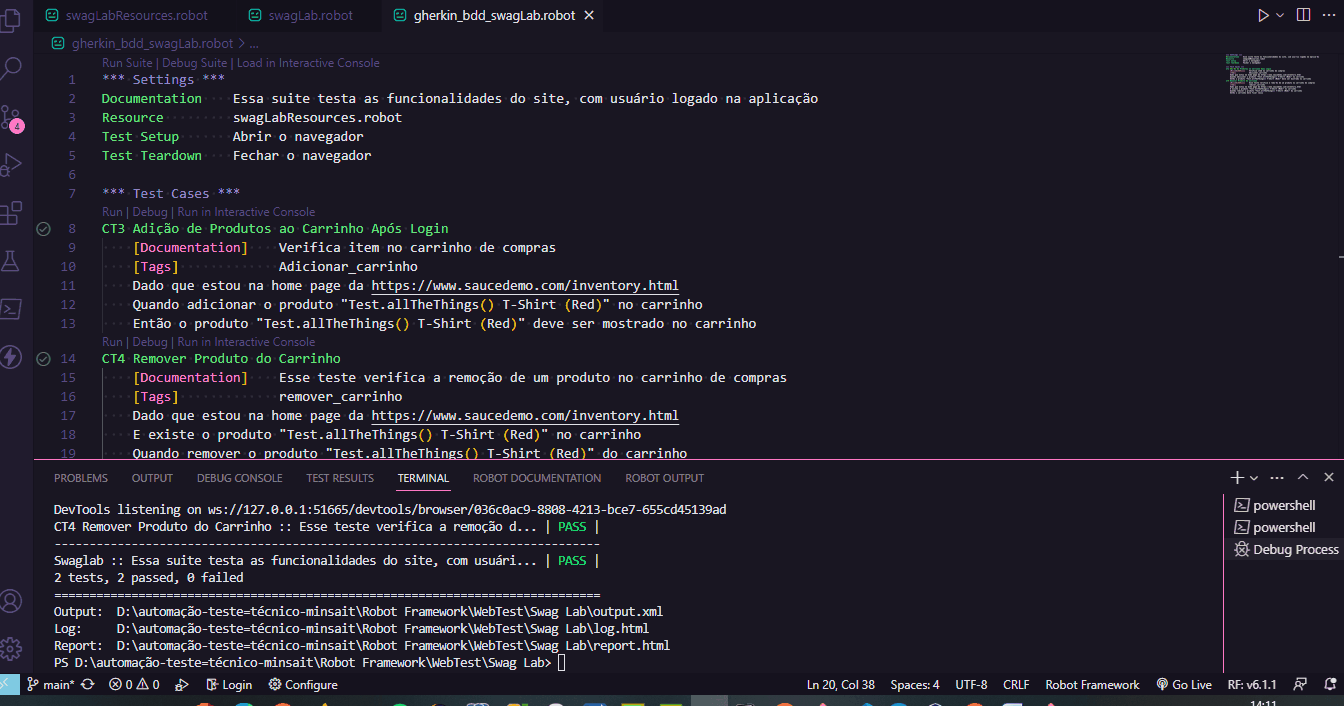 swagLabResources.robot
swagLab.robot
gherkin_bdd_swagLab.robot
gherkin_bdd_swagLab.robot > ...
Run Suite | Debug Suite | Load in Interactive Console
1 *** Settings ***
2 Documentation Essa suite testa as funcionalidades do site, com usuário logado na aplicação
3 Resource swagLabResources.robot
4 Test Setup Abrir o navegador
5 Test Teardown Fechar o navegador
6
7 *** Test Cases ***
Run | Debug | Run in Interactive Console
8 CT3 Adição de Produtos ao Carrinho Após Login
9 [Documentation] Verifica item no carrinho de compras
10 [Tags] Adicionar_carrinho
11 Dado que estou na home page da https://www.saucedemo.com/inventory.html
12 Quando adicionar o produto "Test.allTheThings() T-Shirt (Red)" no carrinho
13 Então o produto "Test.allTheThings() T-Shirt (Red)" deve ser mostrado no carrinho
Run | Debug | Run in Interactive Console
14 CT4 Remover Produto do Carrinho
15 [Documentation] Esse teste verifica a remoção de um produto no carrinho de compras
16 [Tags] remover_carrinho
17 Dado que estou na home page da https://www.saucedemo.com/inventory.html
18 E existe o produto "Test.allTheThings() T-Shirt (Red)" no carrinho
19 Quando remover o produto "Test.allTheThings() T-Shirt (Red)" do carrinho
4
PROBLEMS OUTPUT DEBUG CONSOLE TEST RESULTS TERMINAL ROBOT DOCUMENTATION ROBOT OUTPUT
DevTools listening on ws://127.0.0.1:51665/devtools/browser/036c0ac9-8808-4213-bce7-655cd45139ad
CT4 Remover Produto do Carrinho :: Esse teste verifica a remoção d... | PASS |
------------------------------------------------------------------------------
Swaglab :: Essa suite testa as funcionalidades do site, com usuári... | PASS |
2 tests, 2 passed, 0 failed
==============================================================================
Output: D:\automação-teste=técnico-minsait\Robot Framework\WebTest\Swag Lab\output.xml
Log: D:\automação-teste=técnico-minsait\Robot Framework\WebTest\Swag Lab\log.html
Report: D:\automação-teste=técnico-minsait\Robot Framework\WebTest\Swag Lab\report.html
PS D:\automação-teste=técnico-minsait\Robot Framework\WebTest\Swag Lab>
powershell
powershell
Debug Process
main* 0 0 Login Configure Ln 20, Col 38 Spaces: 4 UTF-8 CRLF Robot Framework Go Live RF: v6.1.1
14:11